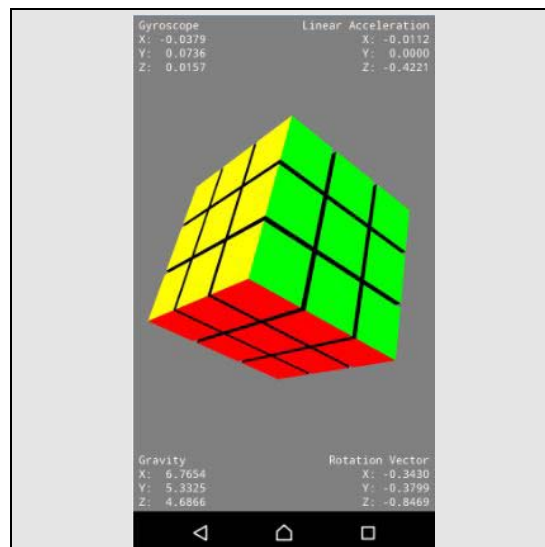 Gyroscope
X: -0.0379
Y: 0.0736
Z: 0.0157
Linear Acceleration
X: -0.0112
Y: 0.0000
Z: -0.4221
Gravity
X: 6.7654
Y: 5.3325
Z: 4.6866
Rotation Vector
X: -0.3430
Y: -0.3799
Z: -0.8469